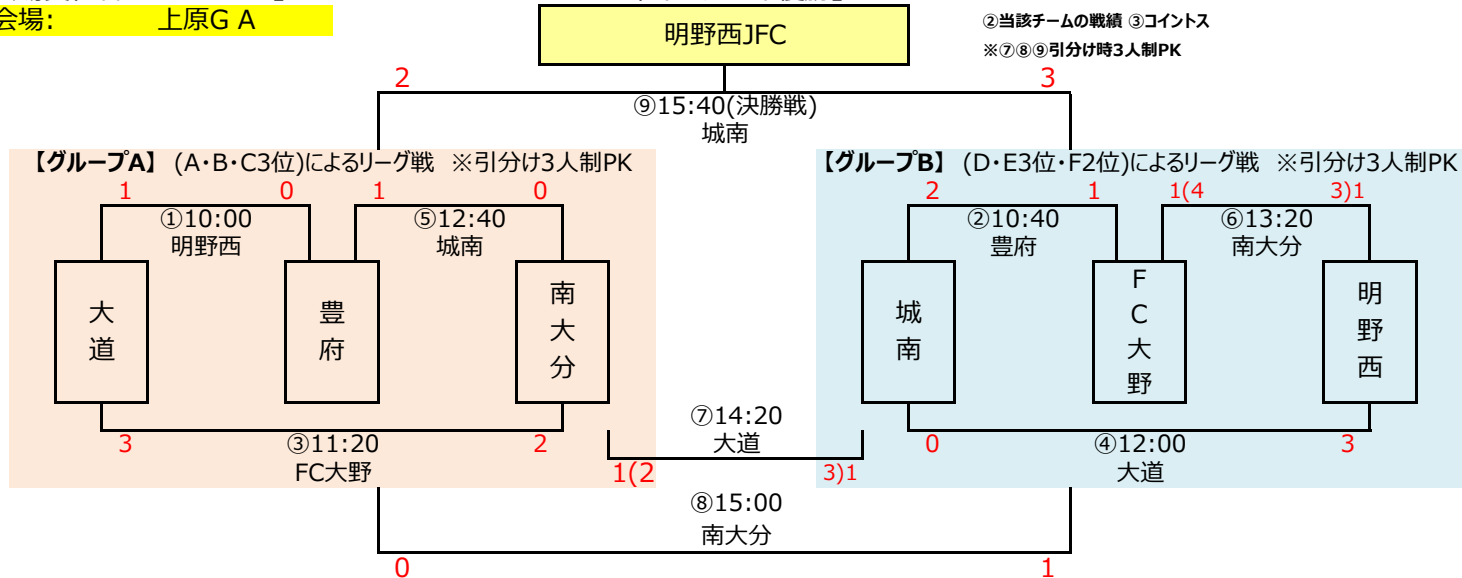 会場: 上原G A
明野西JFC
②当該チームの戦績 ③コイントス
※⑦⑧⑨引分け時3人制PK
2 3
⑨15:40(決勝戦)
城南
【グループA】 (A・B・C3位)によるリーグ戦 ※引分け3人制PK
1 0 1 0
①10:00 ⑤12:40
明野西 城南
大道 豊府 南大分
3 ③11:20 2
FC大野
【グループB】 (D・E3位・F2位)によるリーグ戦 ※引分け3人制PK
2 1 1(4 3)1
②10:40 ⑥13:20
豊府 南大分
城南 FC大野 明野西
0 ④12:00 3
大道
⑦14:20
大道
1(2 3)1
⑧15:00
南大分
0 1